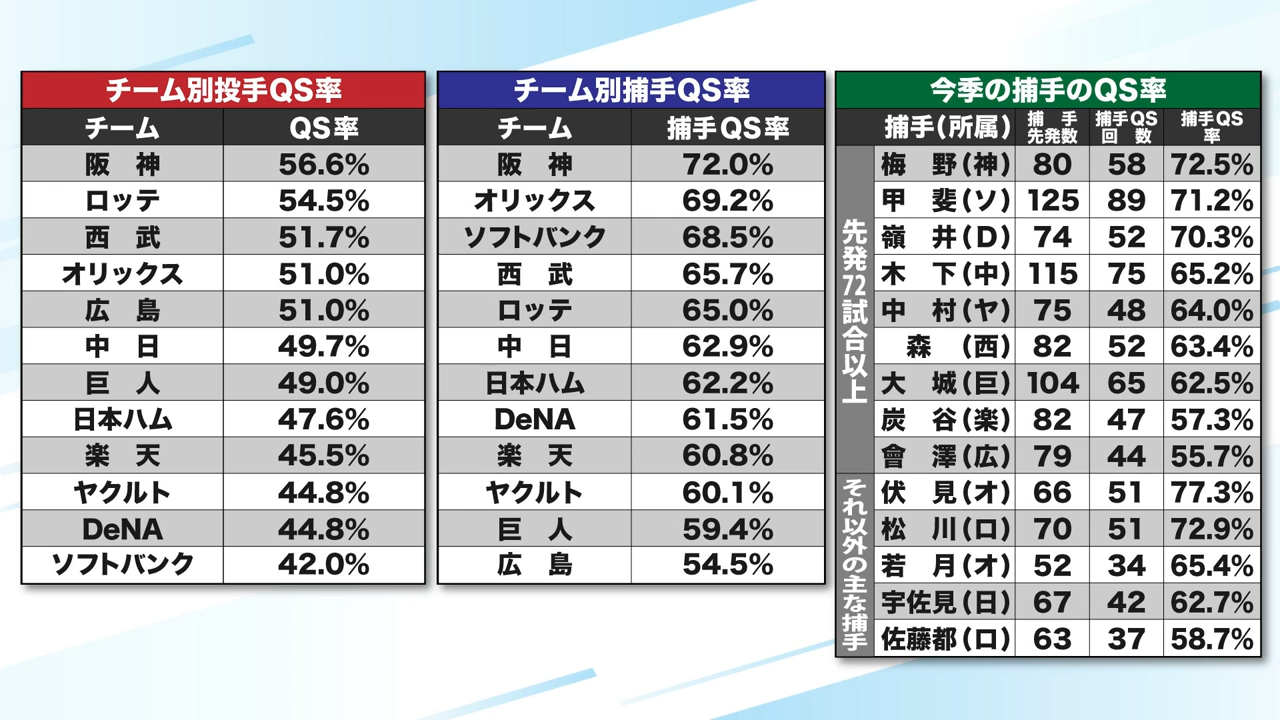 チーム別投手QS率
チーム QS率
阪神 56.6%
ロッテ 54.5%
西武 51.7%
オリックス 51.0%
広島 51.0%
中日 49.7%
巨人 49.0%
日本ハム 47.6%
楽天 45.5%
ヤクルト 44.8%
DeNA 44.8%
ソフトバンク 42.0%
チーム別捕手QS率
チーム 捕手QS率
阪神 72.0%
オリックス 69.2%
ソフトバンク 68.5%
西武 65.7%
ロッテ 65.0%
中日 62.9%
日本ハム 62.2%
DeNA 61.5%
楽天 60.8%
ヤクルト 60.1%
巨人 59.4%
広島 54.5%
今季の捕手のQS率
捕手(所属) 捕手先発数 捕手QS回数 捕手QS率
先発72試合以上
梅野(神) 80 58 72.5%
甲斐(ソ) 125 89 71.2%
嶺井(D) 74 52 70.3%
木下(中) 115 75 65.2%
中村(ヤ) 75 48 64.0%
森(西) 82 52 63.4%
大城(巨) 104 65 62.5%
炭谷(楽) 82 47 57.3%
會澤(広) 79 44 55.7%
それ以外の主な捕手
伏見(オ) 66 51 77.3%
松川(ロ) 70 51 72.9%
若月(オ) 52 34 65.4%
宇佐見(日) 67 42 62.7%
佐藤都(ロ) 63 37 58.7%